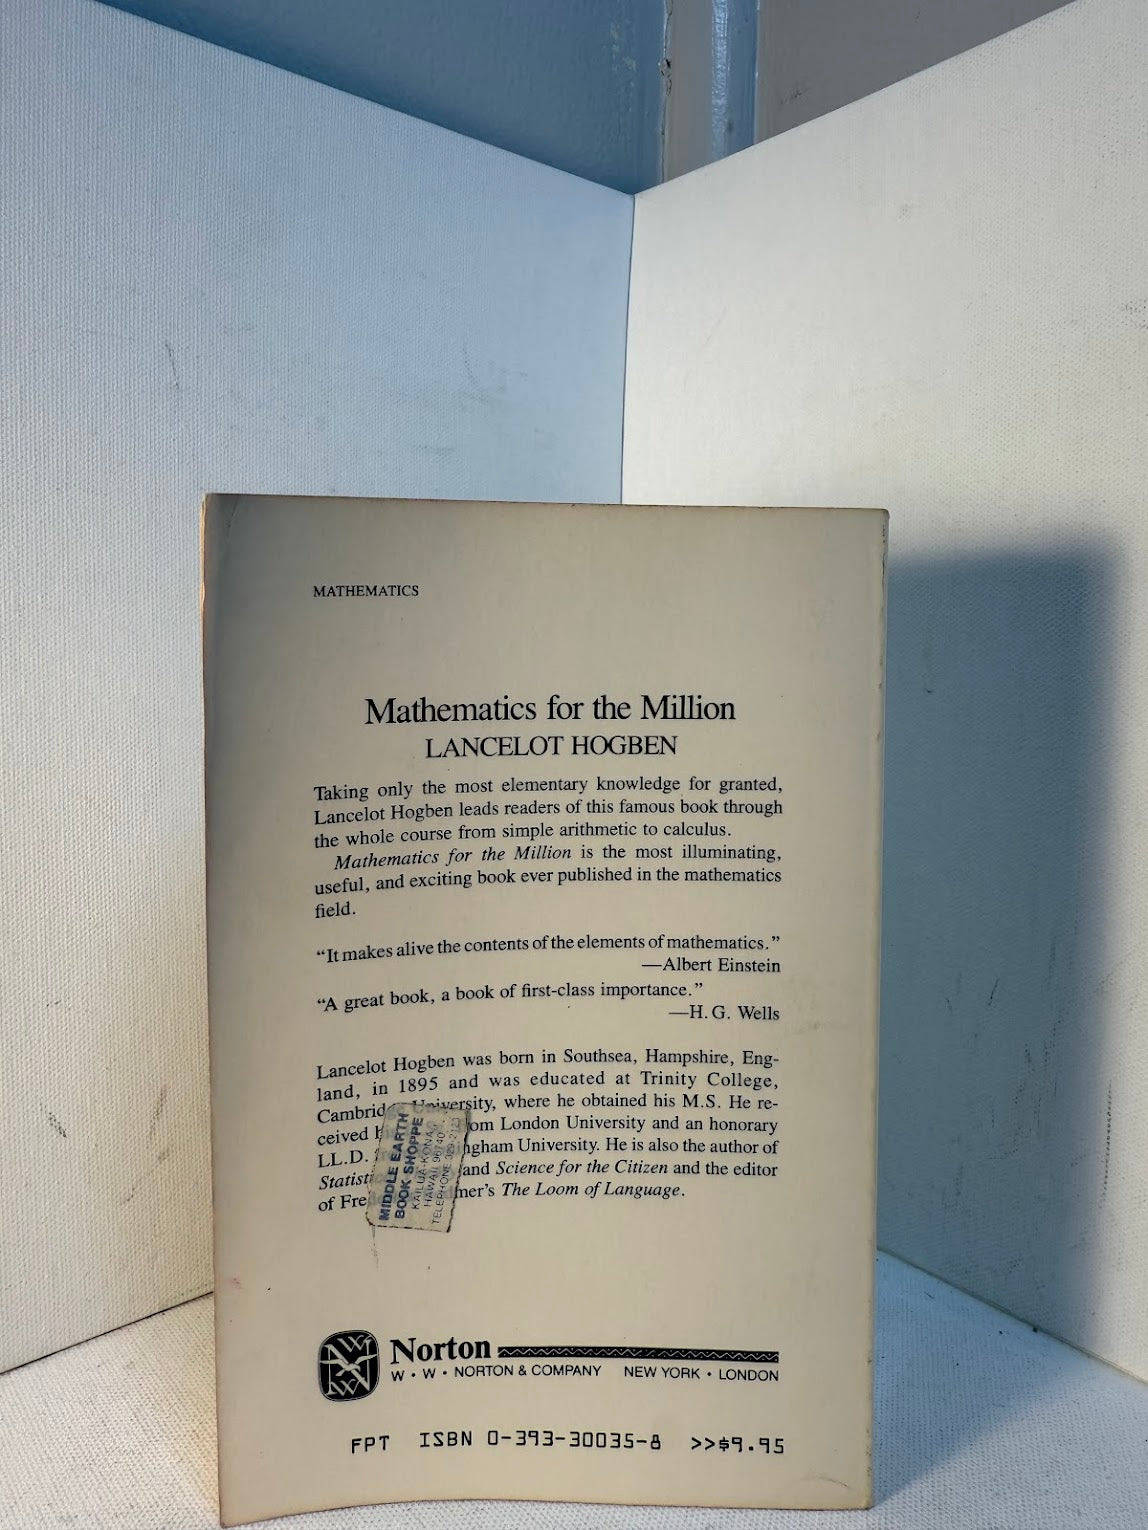 MATHEMATICS
Mathematics for the Million
LANCELOT HOGBEN
Taking only the most elementary knowledge for granted,
Lancelot Hogben leads readers of this famous book through
the whole course from simple arithmetic to calculus.
Mathematics for the Million is the most illuminating,
useful, and exciting book ever published in the mathematics
field.
“It makes alive the contents of the elements of mathematics.”
—Albert Einstein
“A great book, a book of first-class importance.”
—H. G. Wells
Lancelot Hogben was born in Southsea, Hampshire, Eng-
land, in 1895 and was educated at Trinity College,
Cambridge University, where he obtained his M.S. He re-
ceived London University and an honorary
LL.D. University. He is also the author of
and Science for the Citizen and the editor
of The Loom of Language.
MIDDLE EARTH
BOOK SHOPPE
KAILUA-KONA,
HAWAII 96740
TELEPHONE
Norton
W • W • NORTON & COMPANY NEW YORK • LONDON
FPT ISBN 0-393-30035-8 >>$9.95